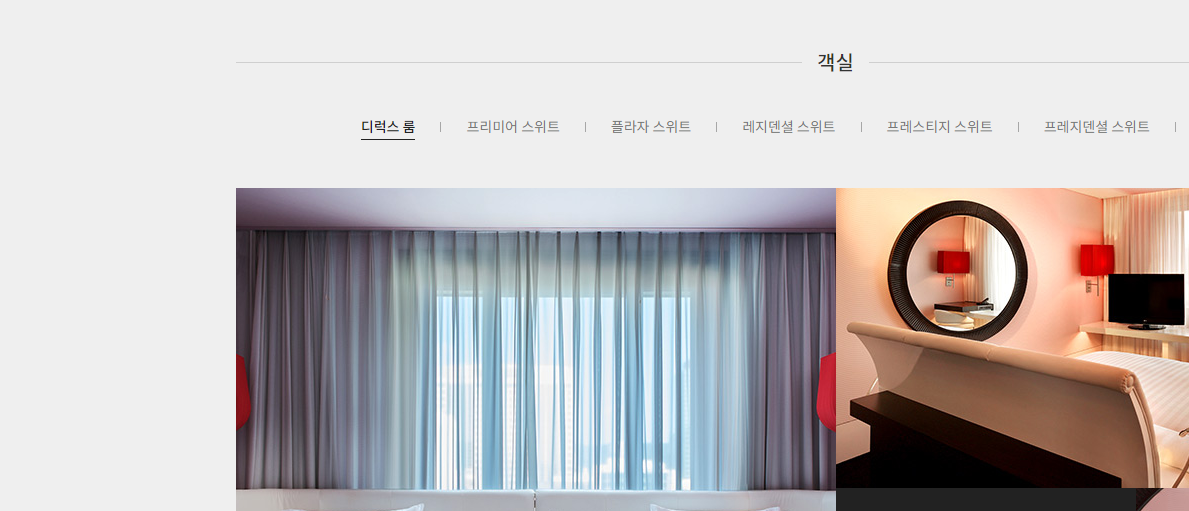 객실
디럭스 룸 | 프리미어 스위트 | 플라자 스위트 | 레지덴셜 스위트 | 프레스티지 스위트 | 프레지덴셜 스위트 |